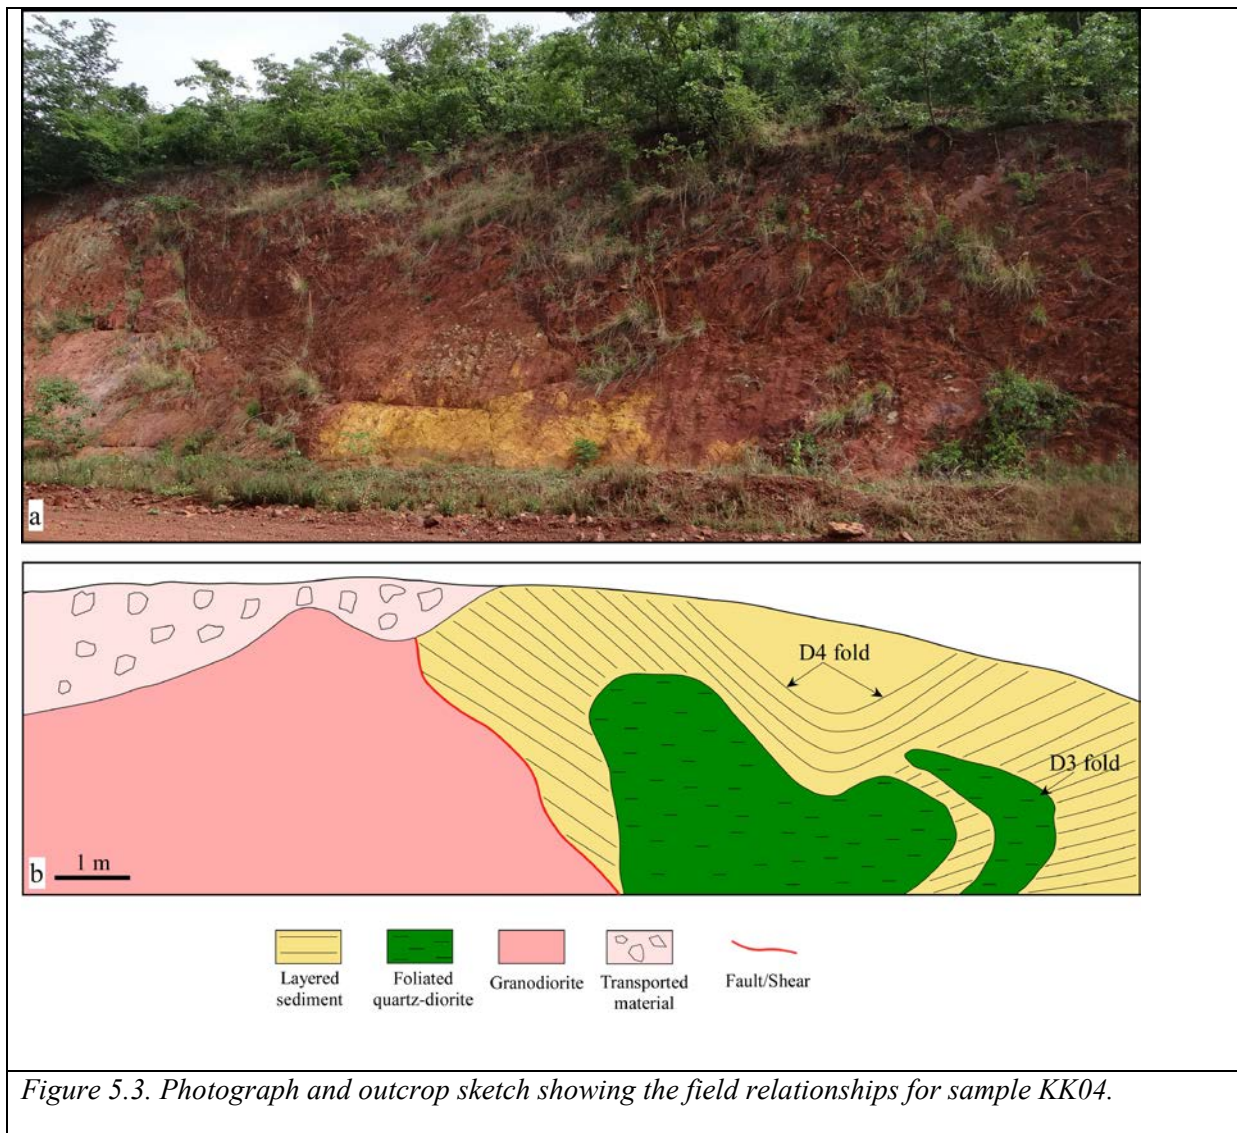 a
D4 fold
D3 fold
b
1 m
Layered
sediment
Foliated
quartz-diorite
Granodiorite
Transported
material
Fault/Shear
Figure 5.3. Photograph and outcrop sketch showing the field relationships for sample KK04.